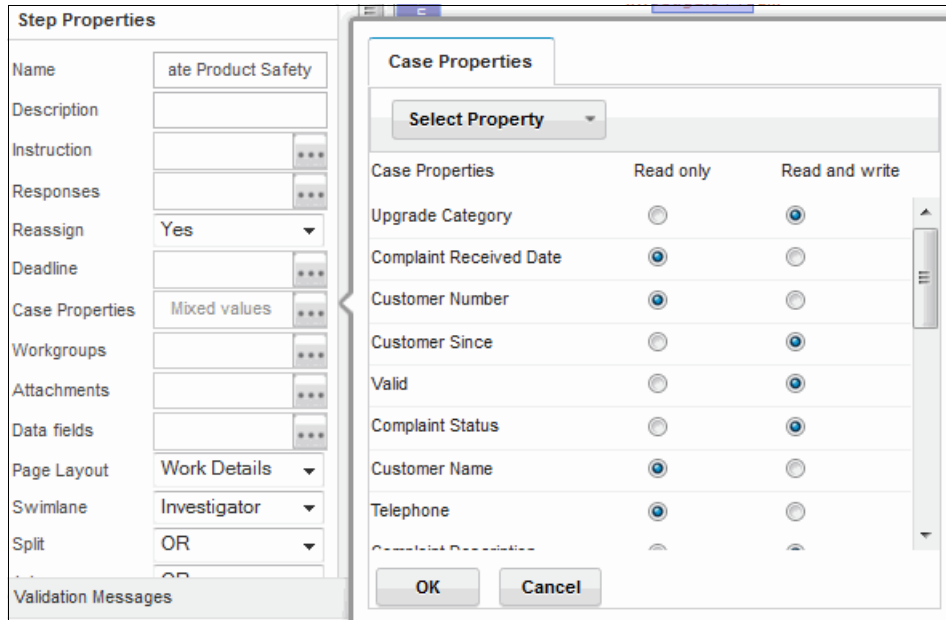 Step Properties
Name ate Product Safety
Description
Instruction
Responses
Reassign Yes
Deadline
Case Properties Mixed values
Workgroups
Attachments
Data fields
Page Layout Work Details
Swimlane Investigator
Split OR
OR
Validation Messages
Case Properties
Select Property
Case Properties Read only Read and write
Upgrade Category
Complaint Received Date
Customer Number
Customer Since
Valid
Complaint Status
Customer Name
Telephone
Complaint Description
OK Cancel